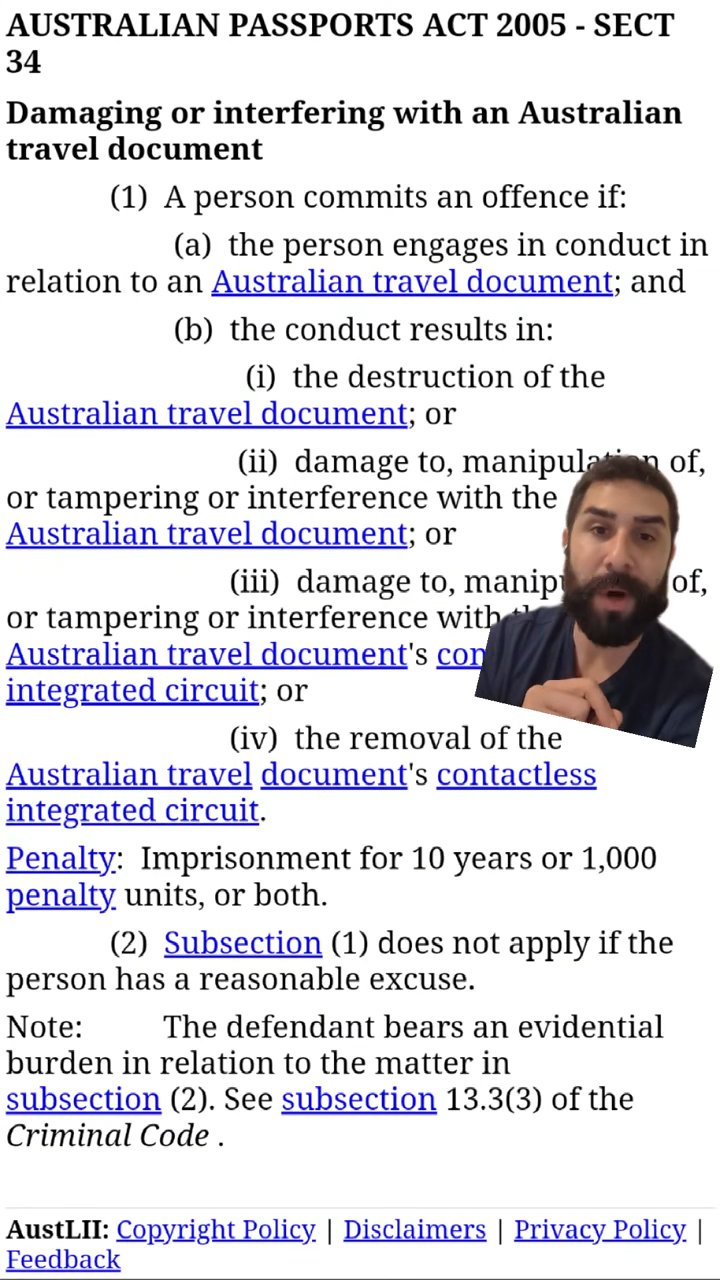 AUSTRALIAN PASSPORTS ACT 2005 - SECT
34
Damaging or interfering with an Australian
travel document
(1) A person commits an offence if:
(a) the person engages in conduct in
relation to an Australian travel document; and
(b) the conduct results in:
(i) the destruction of the
Australian travel document; or
(ii) damage to, manipulation of,
or tampering or interference with the
Australian travel document; or
(iii) damage to, manip of,
or tampering or interference with
Australian travel document's con
integrated circuit; or
(iv) the removal of the
Australian travel document's contactless
integrated circuit.
Penalty: Imprisonment for 10 years or 1,000
penalty units, or both.
(2) Subsection (1) does not apply if the
person has a reasonable excuse.
Note: The defendant bears an evidential
burden in relation to the matter in
subsection (2). See subsection 13.3(3) of the
Criminal Code .
AustLII: Copyright Policy | Disclaimers | Privacy Policy |
Feedback